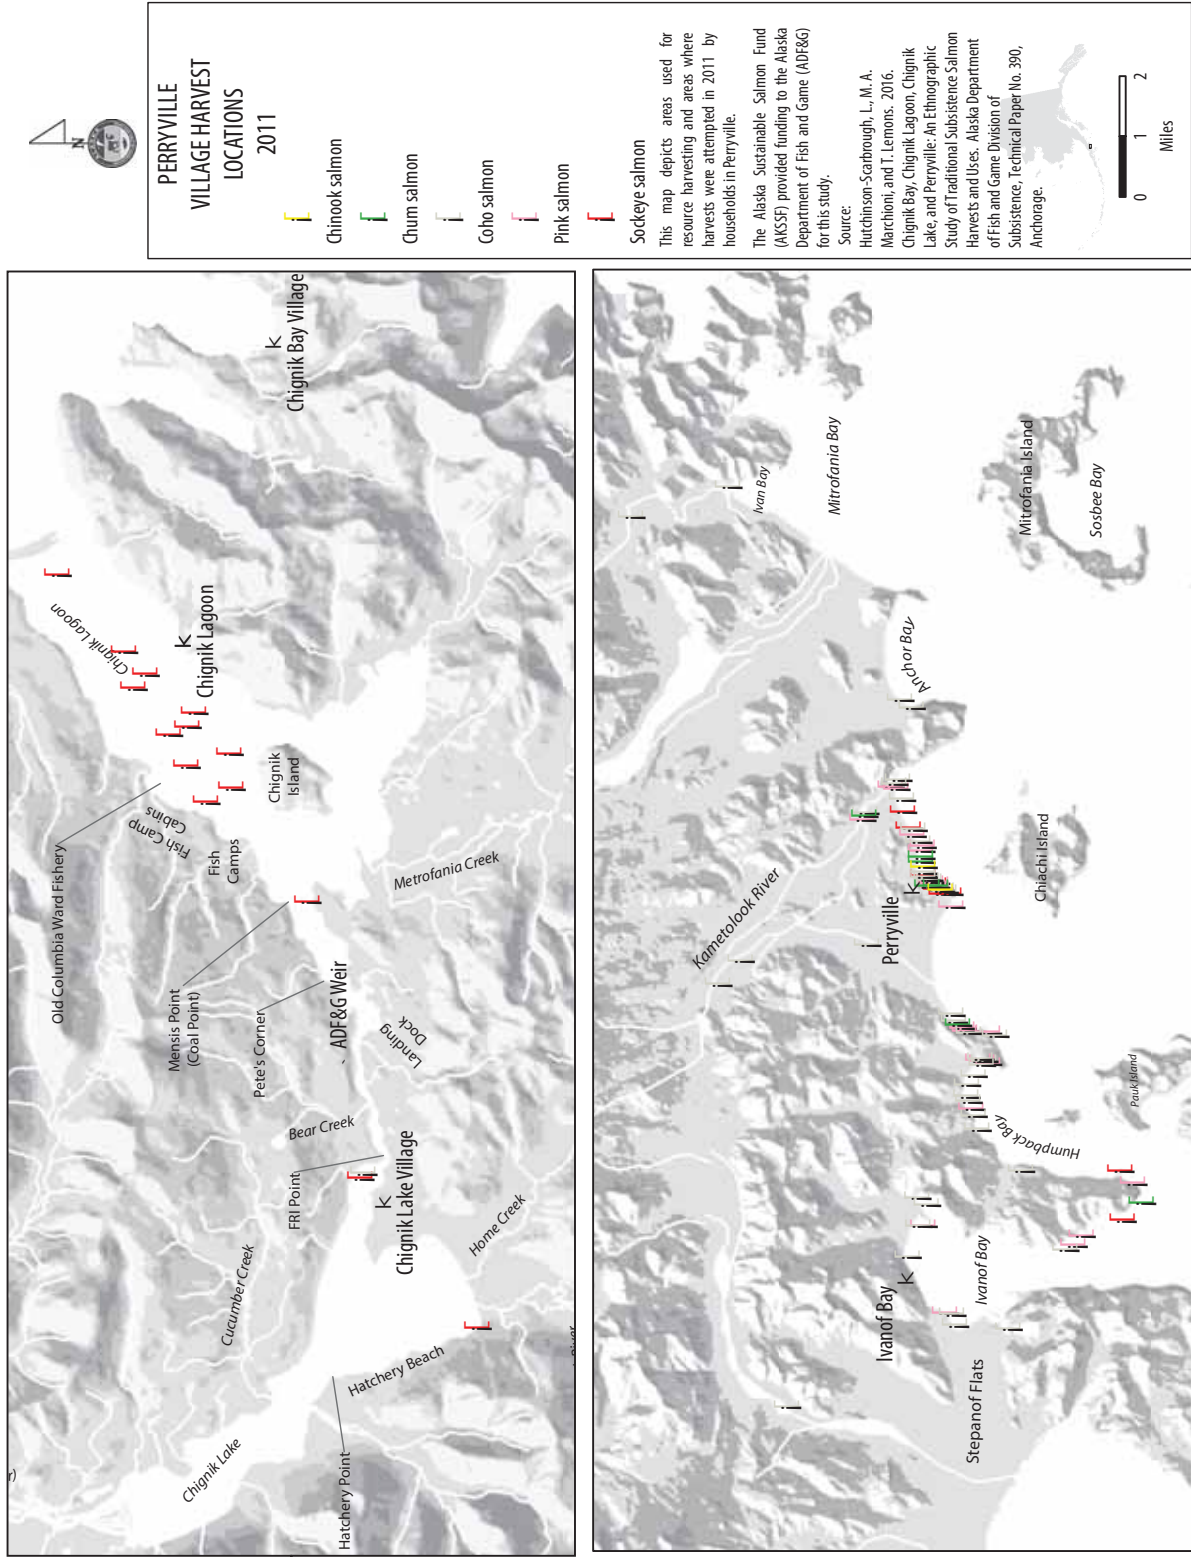 N
PERRYVILLE
VILLAGE HARVEST
LOCATIONS
2011
Chinook salmon
Chum salmon
Coho salmon
Pink salmon
Sockeye salmon
This map depicts areas used for
resource harvesting and areas where
harvests were attempted in 2011 by
households in Perryville.
The Alaska Sustainable Salmon Fund
(AKSSF) provided funding to the Alaska
Department of Fish and Game (ADF&G)
for this study.
Source:
Hutchinson-Scarbrough, L., M. A.
Marchioni, and T. Lemons. 2016.
Chignik Bay, Chignik Lagoon, Chignik
Lake, and Perryville: An Ethnographic
Study of Traditional Subsistence Salmon
Harvests and Uses. Alaska Department
of Fish and Game Division of
Subsistence, Technical Paper No. 390,
Anchorage.
0 1 2
Miles
r)
Chignik Lake
Hatchery Point
Hatchery Beach
Cucumber Creek
Home Creek
FRI Point
Chignik Lake Village
k
Bear Creek
Pete's Corner
ADF&G Weir
Landing
Dock
Mensis Point
(Coal Point)
Metrofania Creek
Old Columbia Ward Fishery
Fish Camp
Cabins
Fish
Camps
Chignik
Island
Chignik Lagoon
k
Chignik Lagoon
k
Chignik Bay Village
River
Stepanof Flats
Ivanof Bay
k
Ivanof Bay
Humpback Bay
Pauk Island
Perryville
k
Kametolook River
Chiachi Island
Anchor Bay
Ivan Bay
Mitrofania Bay
Mitrofania Island
Sosbee Bay